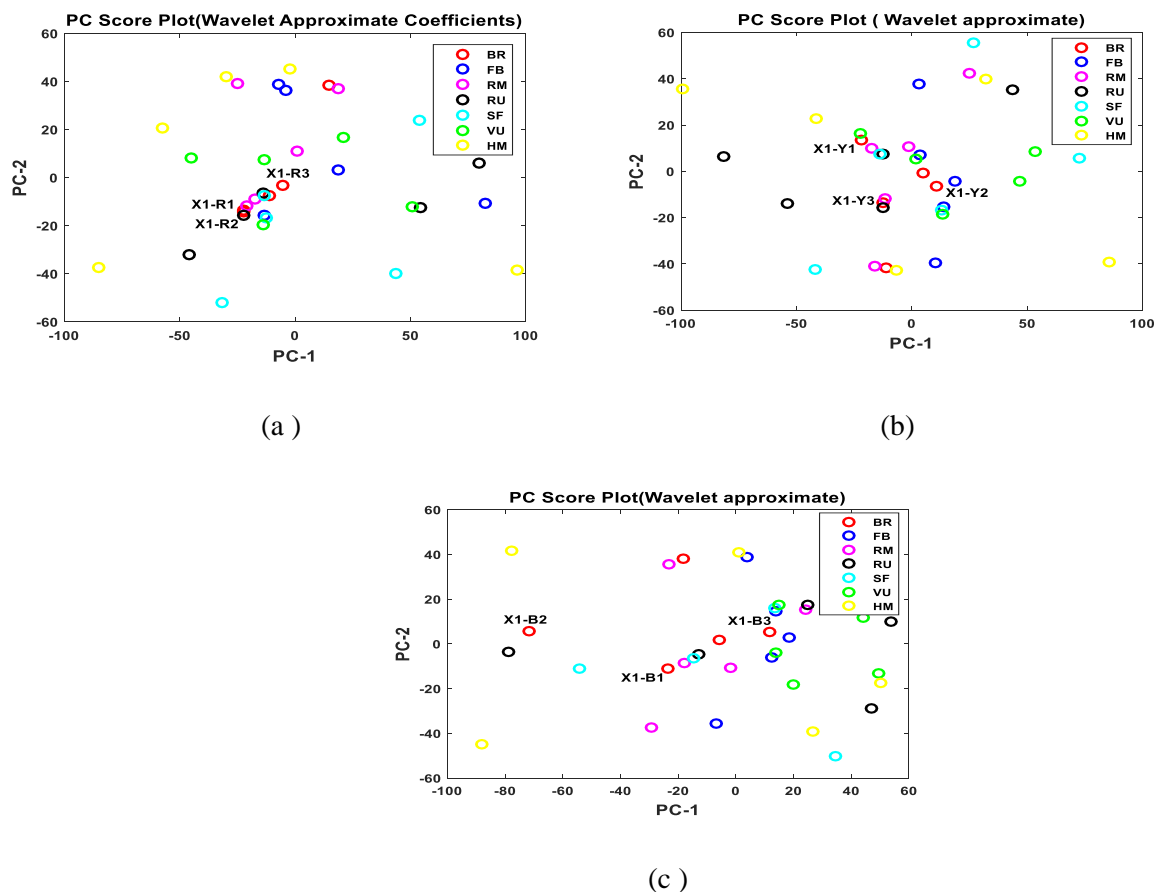 PC Score Plot(Wavelet Approximate Coefficients)
60
40
20
0
-20
-40
-60
-100
-50
0
50
100
PC-2
PC-1
BR
FB
RM
RU
SF
VU
HM
X1-R3
X1-R1
X1-R2
(a )
PC Score Plot ( Wavelet approximate)
60
40
20
0
-20
-40
-60
-100
-50
0
50
100
PC-2
PC-1
BR
FB
RM
RU
SF
VU
HM
X1-Y1
X1-Y2
X1-Y3
(b)
PC Score Plot(Wavelet approximate)
60
40
20
0
-20
-40
-60
-100
-80
-60
-40
-20
0
20
40
60
PC-2
PC-1
BR
FB
RM
RU
SF
VU
HM
X1-B2
X1-B3
X1-B1
(c )